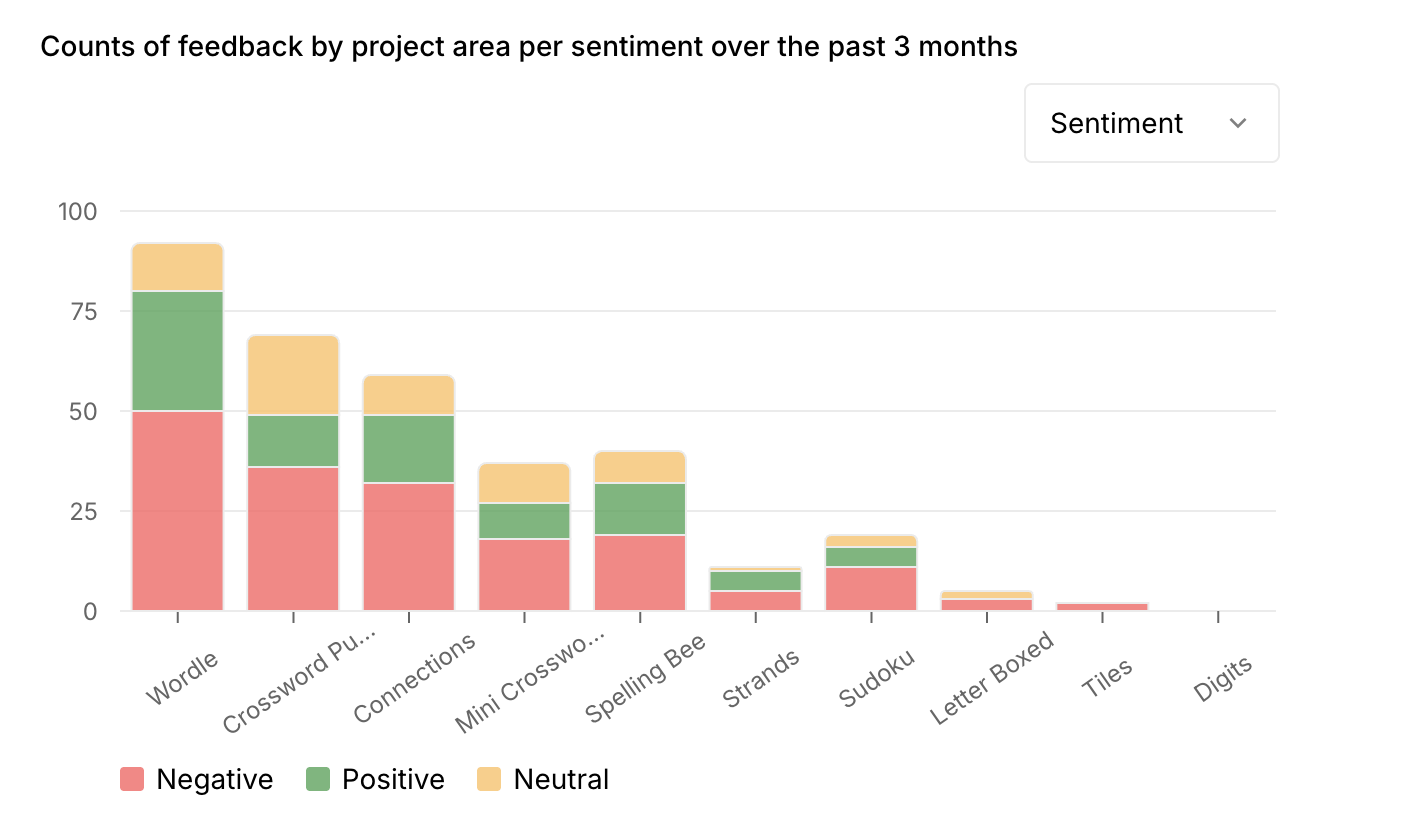 Counts of feedback by project area per sentiment over the past 3 months
Sentiment
100
75
50
25
0
Wordle
Crossword Pu...
Connections
Mini Crosswo...
Spelling Bee
Strands
Sudoku
Letter Boxed
Tiles
Digits
Negative
Positive
Neutral